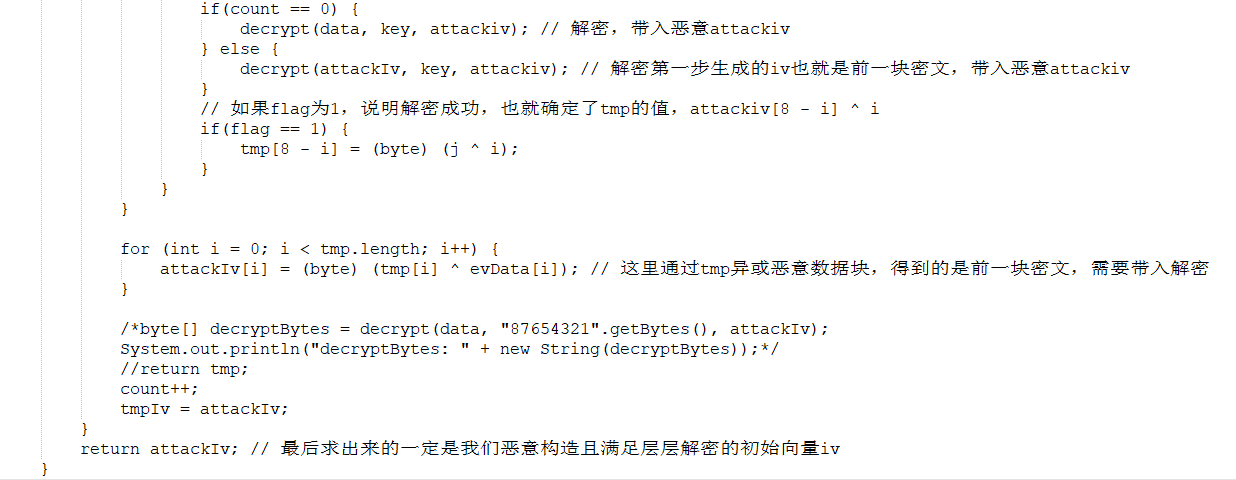 if(count == 0) {
decrypt(data, key, attackiv); // 解密，带入恶意attackiv
} else {
decrypt(attackIv, key, attackiv); // 解密第一步生成的iv也就是前一块密文，带入恶意attackiv
}
// 如果flag为1，说明解密成功，也就确定了tmp的值，attackiv[8 - i] ^ i
if(flag == 1) {
tmp[8 - i] = (byte) (j ^ i);
}
}
}
for (int i = 0; i < tmp.length; i++) {
attackIv[i] = (byte) (tmp[i] ^ evData[i]); // 这里通过tmp异或恶意数据块，得到的是前一块密文，需要带入解密
}
/*byte[] decryptBytes = decrypt(data, "87654321".getBytes(), attackIv);
System.out.println("decryptBytes: " + new String(decryptBytes));*/
//return tmp;
count++;
tmpIv = attackIv;
}
return attackIv; // 最后求出来的一定是我们恶意构造且满足层层解密的初始向量iv
}